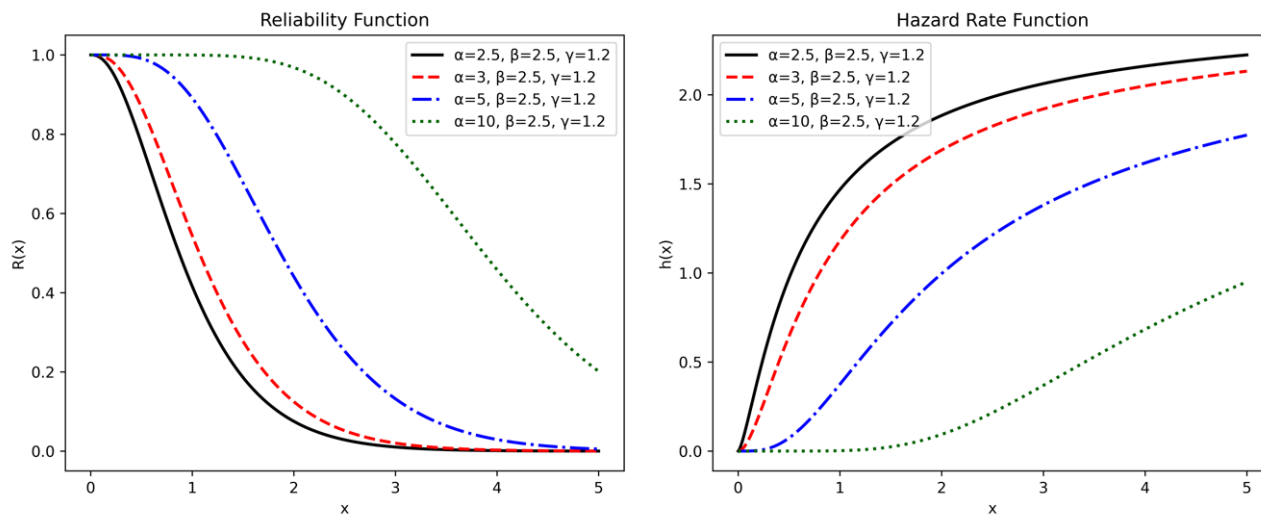 Reliability Function
1.0
0.8
0.6
0.4
0.2
0.0
R(x)
0 1 2 3 4 5
x
α=2.5, β=2.5, γ=1.2
α=3, β=2.5, γ=1.2
α=5, β=2.5, γ=1.2
α=10, β=2.5, γ=1.2
Hazard Rate Function
2.0
1.5
1.0
0.5
0.0
h(x)
0 1 2 3 4 5
x
α=2.5, β=2.5, γ=1.2
α=3, β=2.5, γ=1.2
α=5, β=2.5, γ=1.2
α=10, β=2.5, γ=1.2